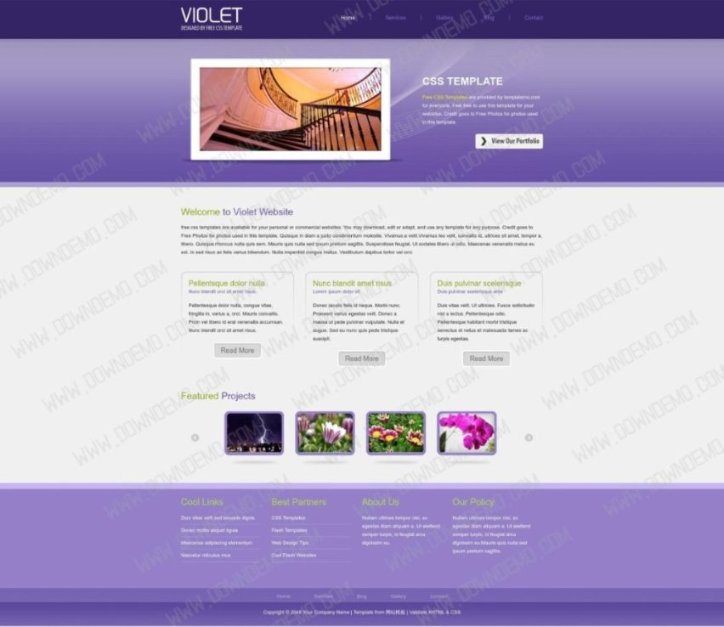 VIOLET
DESIGNED BY FREE CSS TEMPLATE
Home Services Gallery Blog Contact
CSS TEMPLATE
Free CSS Templates are provided by templatemo.com
for everyone. Feel free to use this template for your
websites. Credit goes to Free Photos for photos used
in this template.
View Our Portfolio
Welcome to Violet Website
free css templates are available for your personal or commercial websites. You may download, edit or adapt, and use any template for any purpose. Credit goes to
Free Photos for photos used in this template. Quisque in diam a justo condimentum molestie. Vivamus a velit. Vivamus leo velit, convallis id, ultrices sit amet, tempor a,
libero. Quisque rhoncus nulla quis sem. Mauris quis nulla sed ipsum pretium sagittis. Suspendisse feugiat. Ut sodales libero ut odio. Maecenas venenatis metus eu
est. In sed risus ac felis varius bibendum. Nulla imperdiet congue metus. Vestibulum dapibus tortor vel orci.
Pellentsque dolor nulla
Nunc blandit orci sit amet risus.
Pellentesque dolor nulla, congue vitae,
fringilla in, varius a, orci. Mauris convallis.
Proin vel libero id erat venenatis accumsan.
Nunc blandit orci sit amet risus.
Read More
Nunc blandit amet risus
Lorem ipsum dolor sit
Donec iaculis felis id neque. Morbi nunc.
Praesent varius egestas velit. Donec a
massa ut pede pulvinar vulputate. Nulla et
augue. Sed eu nunc quis pede tristique
suscipit.
Read More
Duis pulvinar scelerisque
Duis pulvinar scelerisque ante
Duis vitae velit. Ut ultricies. Fusce sollicitudin
nisl a lectus. Pellentesque odio.
Pellentesque habitant morbi tristique
senectus et netus et malesuada fames ac
turpis egestas.
Read More
Featured Projects
Cool Links
Duis vitae velit sed iaculis dignis
Donec mollis aliquet ligula
Maecenas adipiscing elementum
Nascetur ridiculus mus
Best Partners
CSS Templates
Flash Templates
Web Design Tips
Cool Flash Websites
About Us
Nullam ultrices tempor nisi, ac
egestas diam aliquam a. Ut eleifend
semper turpis, in feugiat arcu
dignissim eu.
Our Policy
Nullam ultrices tempor nisi, ac
egestas diam aliquam a. Ut eleifend
semper turpis, in feugiat arcu
dignissim eu Mauris quis nulla sed
ipsum pretium sagittis.
Home Services Blog Gallery Contact
Copyright © 2048 Your Company Name | Template from 网站模板 | Validate XHTML & CSS
WWW.DOWNDEMO.COM